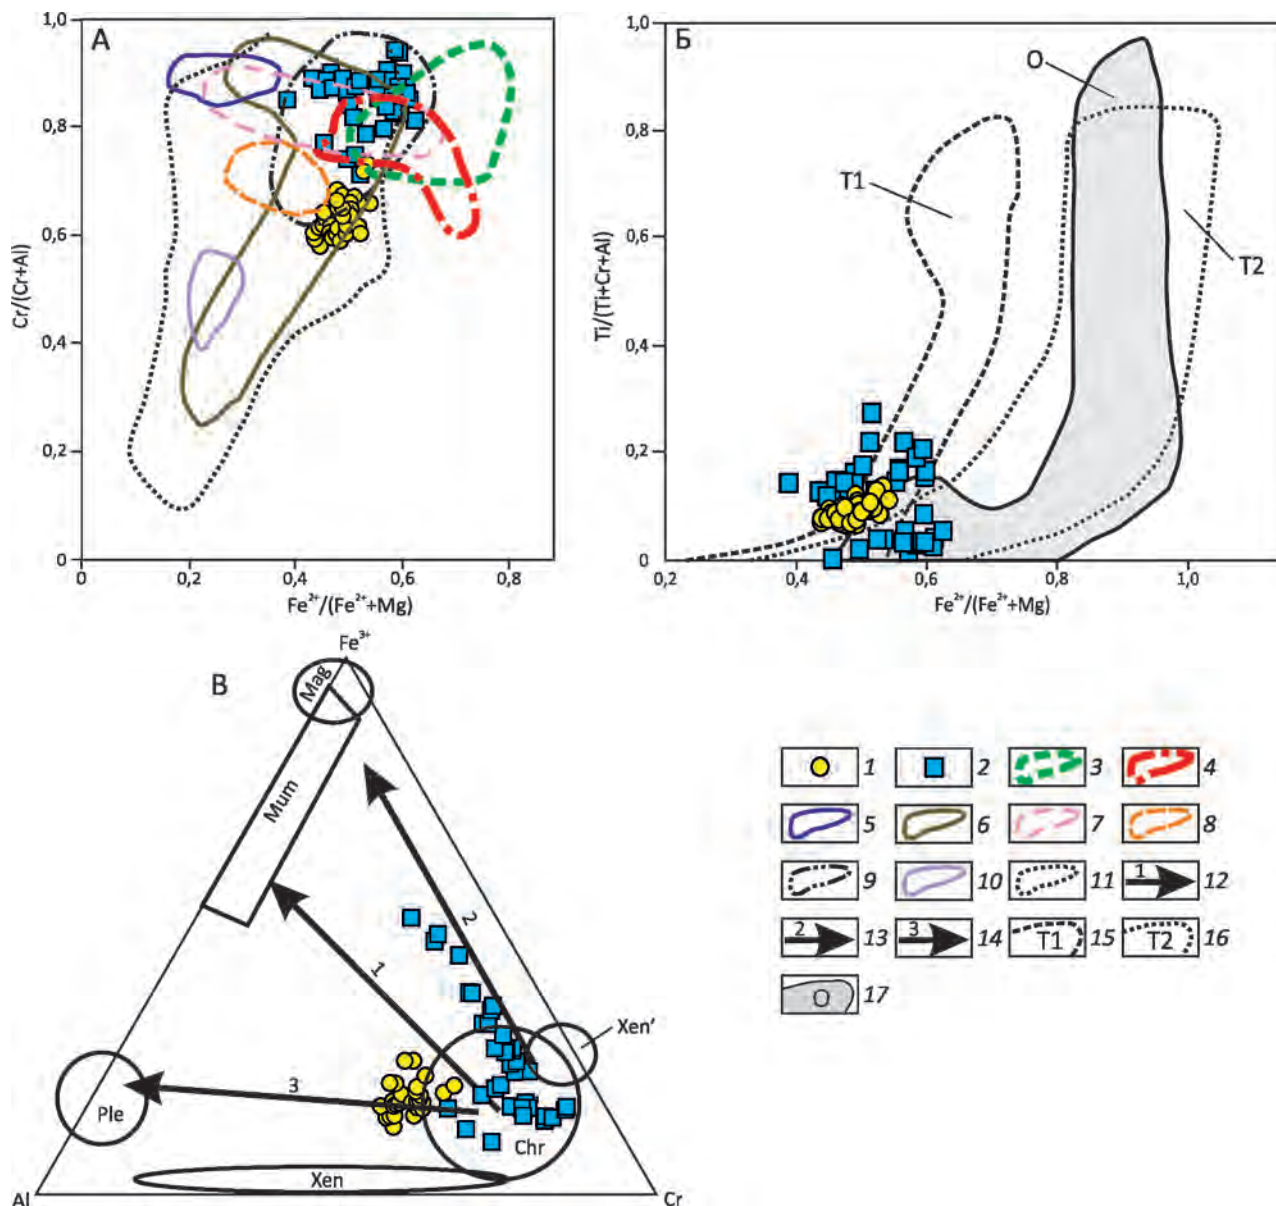 А
1,0
0,8
0,6
0,4
0,2
0
Cr/(Cr+Al)
0
0,2
0,4
0,6
0,8
Fe²⁺/(Fe²⁺+Mg)
Б
1,0
0,8
0,6
0,4
0,2
0
Ti/(Ti+Cr+Al)
O
T1
T2
0,2
0,4
0,6
0,8
1,0
Fe²⁺/(Fe²⁺+Mg)
В
Fe³⁺
Mag
Mum
2
1
3
Xen'
Ple
Chr
Xen
Al
Cr
1
2
3
4
5
6
7
8
9
10
11
1 12
2 13
3 14
T1 15
T2 16
O 17